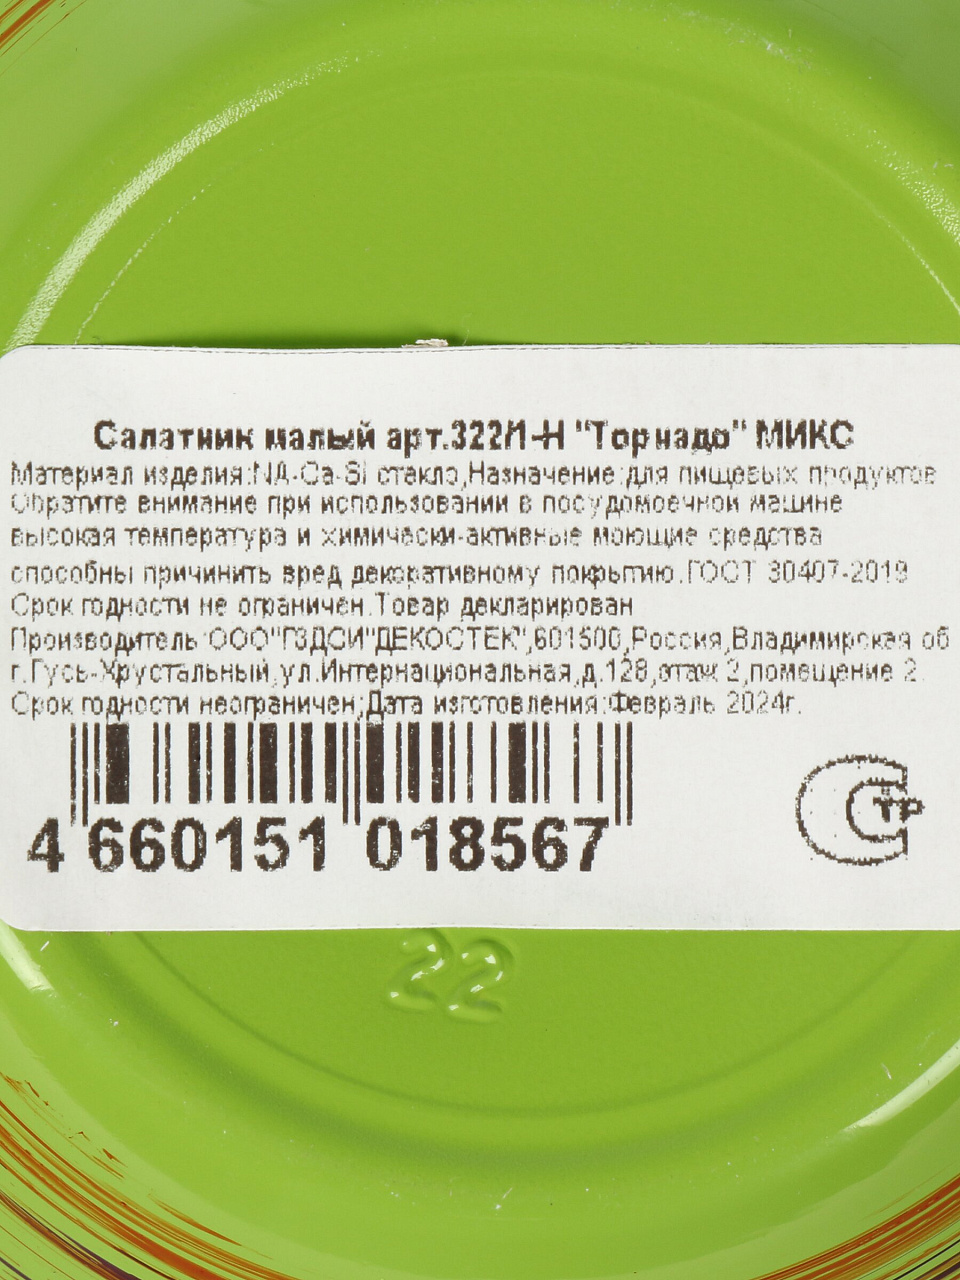 Салатник малый арт.322И-Н "Торнадо" МИКС
Материал изделия:NA-Ca-Si стекло,Назначение:для пищевых продуктов
Обратите внимание при использовании в посудомоечной машине
высокая температура и химически-активные моющие средства
способны причинить вред декоративному покрытию.ГОСТ 30407-2019
Срок годности не ограничен.Товар декларирован
Производитель:ООО"ГЗДСИ"ДЕКОСТЕК",601500,Россия,Владимирская об
г.Гусь-Хрустальный,ул.Интернациональная,д.128,этаж 2,помещение 2.
Срок годности неограничен;Дата изготовления:Февраль 2024г.
4 660151 018567
СТР
22